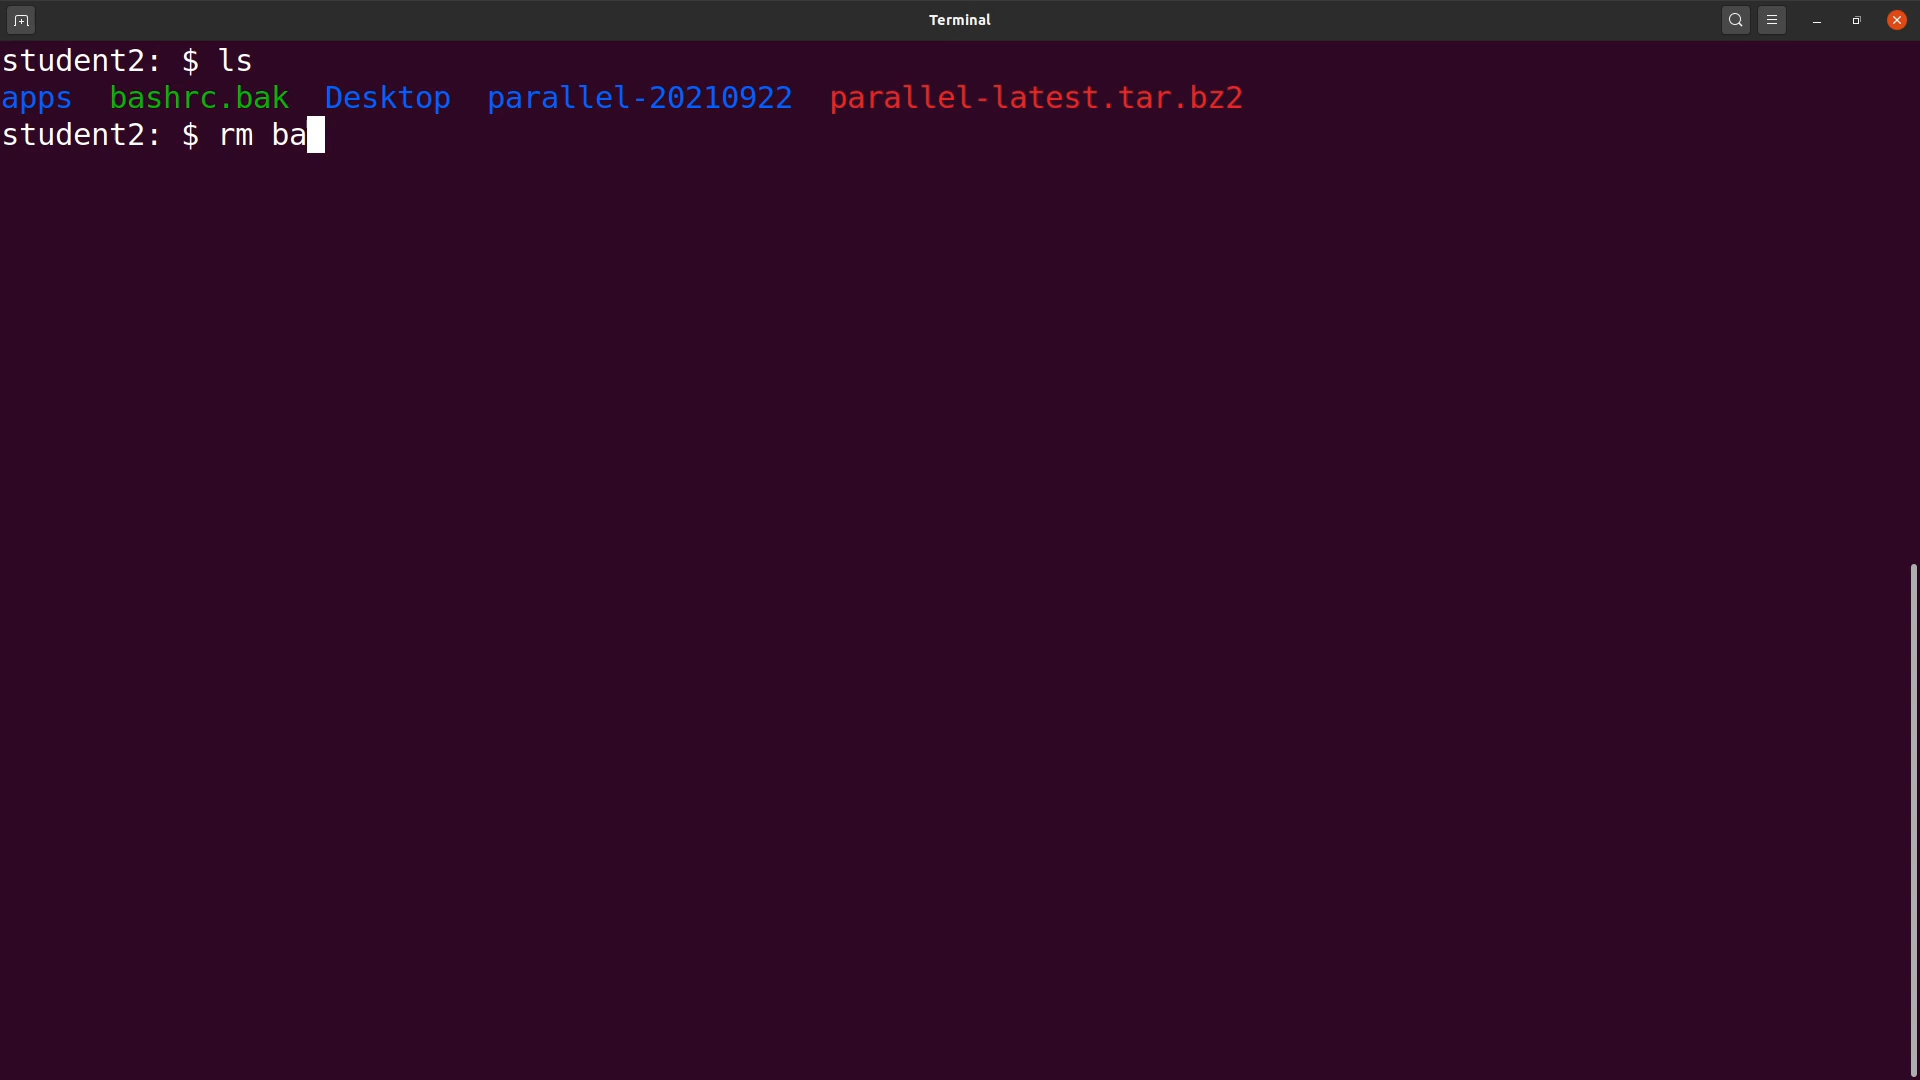 Terminal
student2: $ ls
apps  bashrc.bak  Desktop  parallel-20210922  parallel-latest.tar.bz2
student2: $ rm ba